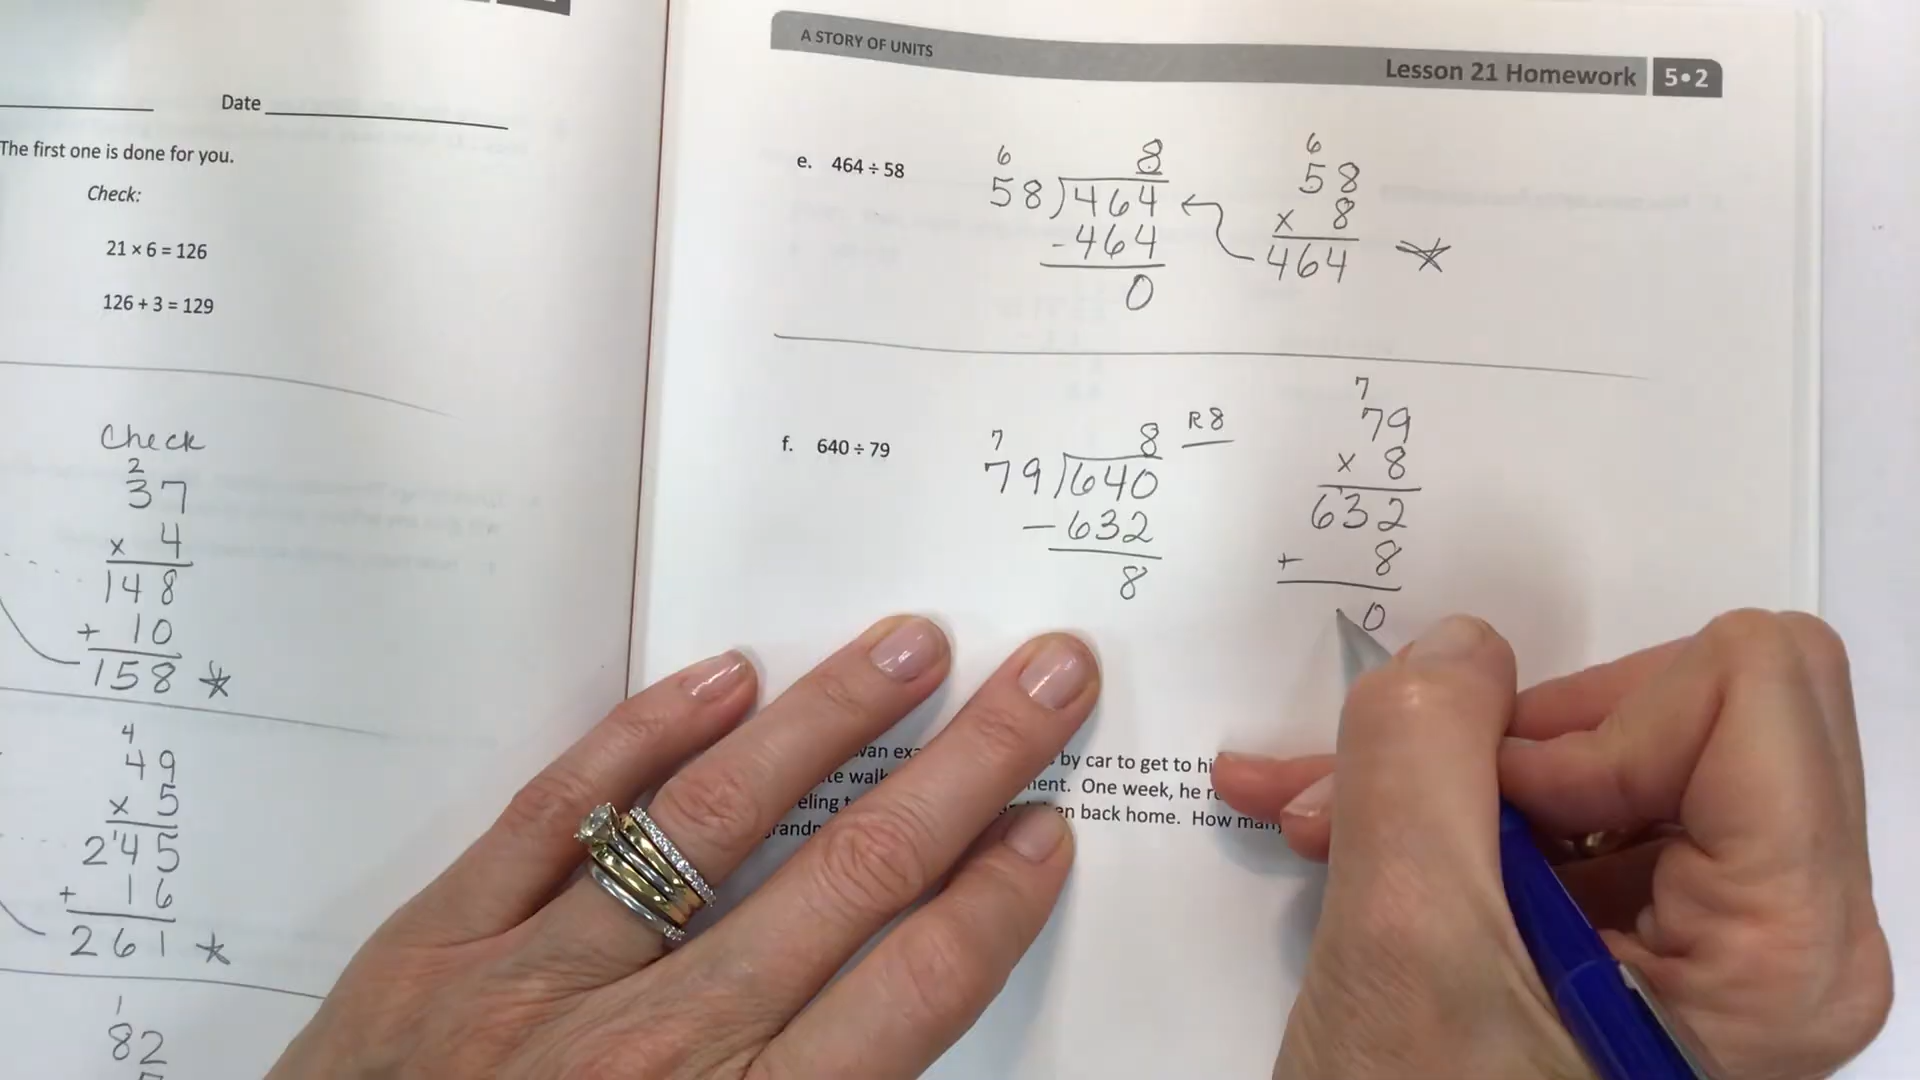 Date
The first one is done for you.
Check:
21 × 6 = 126
126 + 3 = 129
Check
2
37
x 4
148
+ 10
158
4
49
x 5
245
+ 16
261
1
82
A STORY OF UNITS
Lesson 21 Homework 5•2
e. 464 ÷ 58
6 8
58)464
-464
0
6
58
x 8
464
f. 640 ÷ 79
7 8 R8
79)640
-632
8
7
79
x 8
632
+ 8
0
by car to get to
One week, he
back home. How many